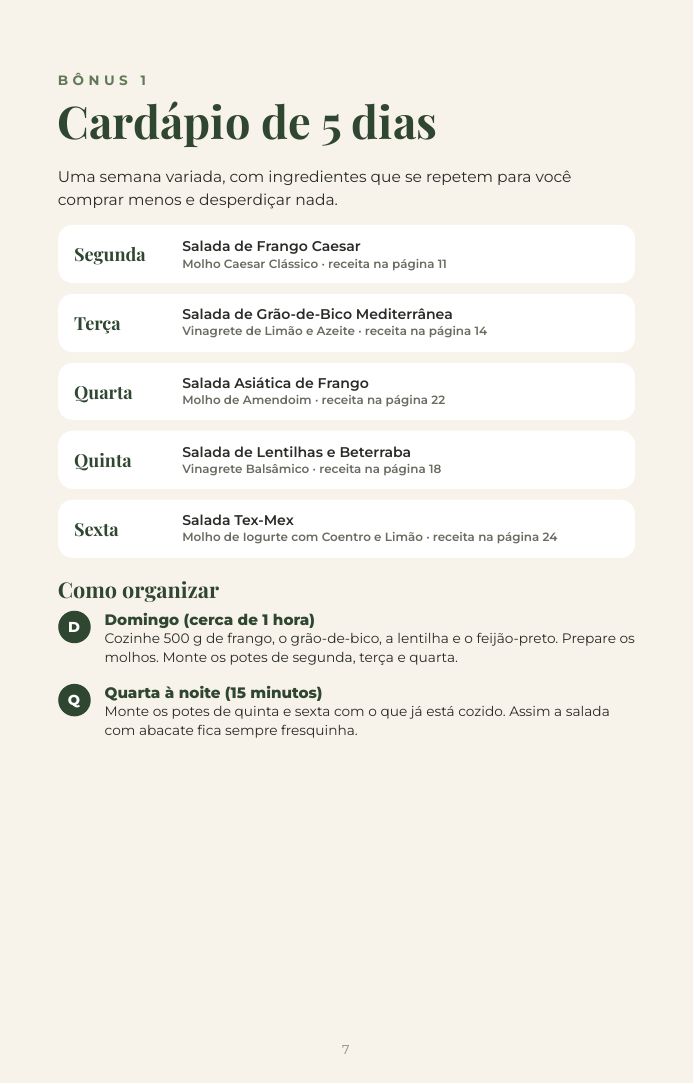 BÔNUS 1
Cardápio de 5 dias
Uma semana variada, com ingredientes que se repetem para você
comprar menos e desperdiçar nada.
Segunda
Salada de Frango Caesar
Molho Caesar Clássico · receita na página 11
Terça
Salada de Grão-de-Bico Mediterrânea
Vinagrete de Limão e Azeite · receita na página 14
Quarta
Salada Asiática de Frango
Molho de Amendoim · receita na página 22
Quinta
Salada de Lentilhas e Beterraba
Vinagrete Balsâmico · receita na página 18
Sexta
Salada Tex-Mex
Molho de Iogurte com Coentro e Limão · receita na página 24
Como organizar
D
Domingo (cerca de 1 hora)
Cozinhe 500 g de frango, o grão-de-bico, a lentilha e o feijão-preto. Prepare os
molhos. Monte os potes de segunda, terça e quarta.
Q
Quarta à noite (15 minutos)
Monte os potes de quinta e sexta com o que já está cozido. Assim a salada
com abacate fica sempre fresquinha.
7